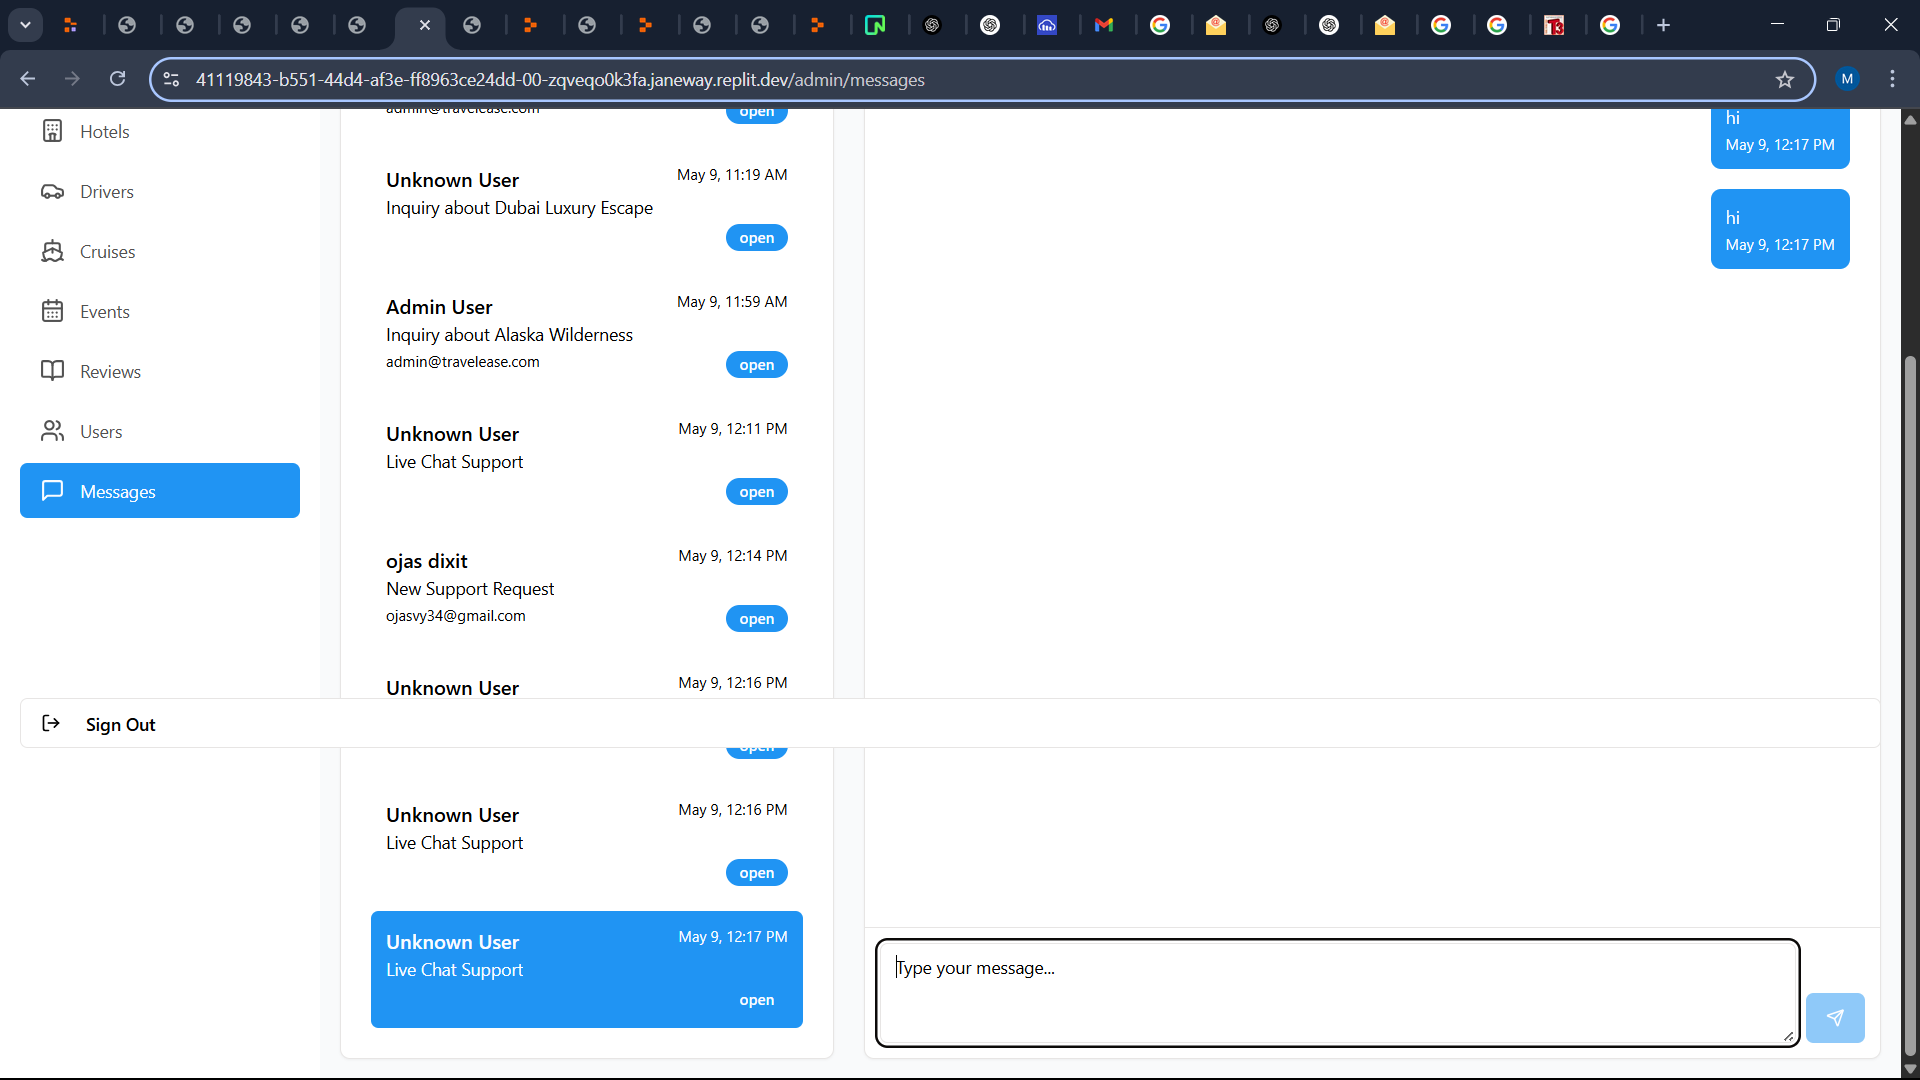 41119843-b551-44d4-af3e-ff8963ce24dd-00-zqveqo0k3fa.janeway.replit.dev/admin/messages
M
Hotels
Drivers
Cruises
Events
Reviews
Users
Messages
Sign Out
admin@travelease.com
open
Unknown User
May 9, 11:19 AM
Inquiry about Dubai Luxury Escape
open
Admin User
May 9, 11:59 AM
Inquiry about Alaska Wilderness
admin@travelease.com
open
Unknown User
May 9, 12:11 PM
Live Chat Support
open
ojas dixit
May 9, 12:14 PM
New Support Request
ojasvy34@gmail.com
open
Unknown User
May 9, 12:16 PM
open
Unknown User
May 9, 12:16 PM
Live Chat Support
open
Unknown User
May 9, 12:17 PM
Live Chat Support
open
hi
May 9, 12:17 PM
hi
May 9, 12:17 PM
Type your message...